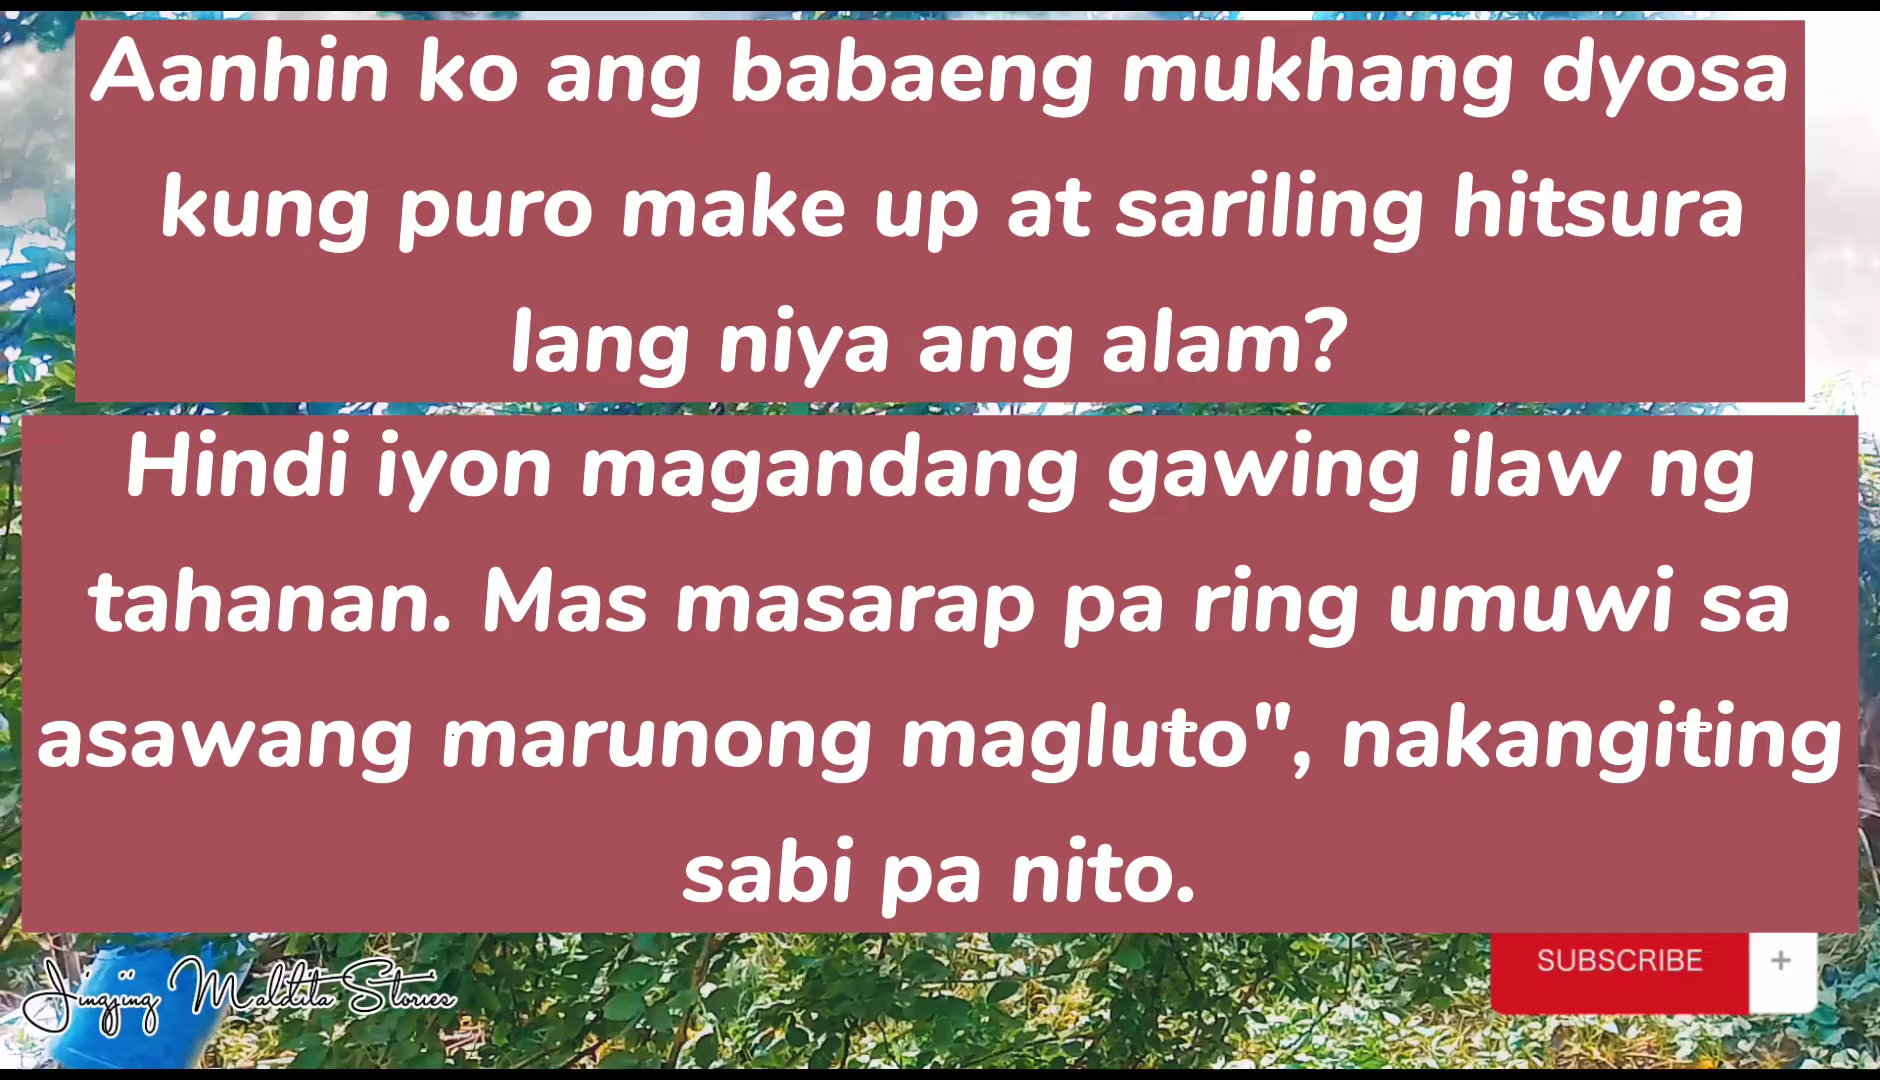 Aanhin ko ang babaeng mukhang dyosa
kung puro make up at sariling hitsura
lang niya ang alam?
Hindi iyon magandang gawing ilaw ng
tahanan. Mas masarap pa ring umuwi sa
asawang marunong magluto", nakangiting
sabi pa nito.
Jingjing Maldita Stories
SUBSCRIBE +